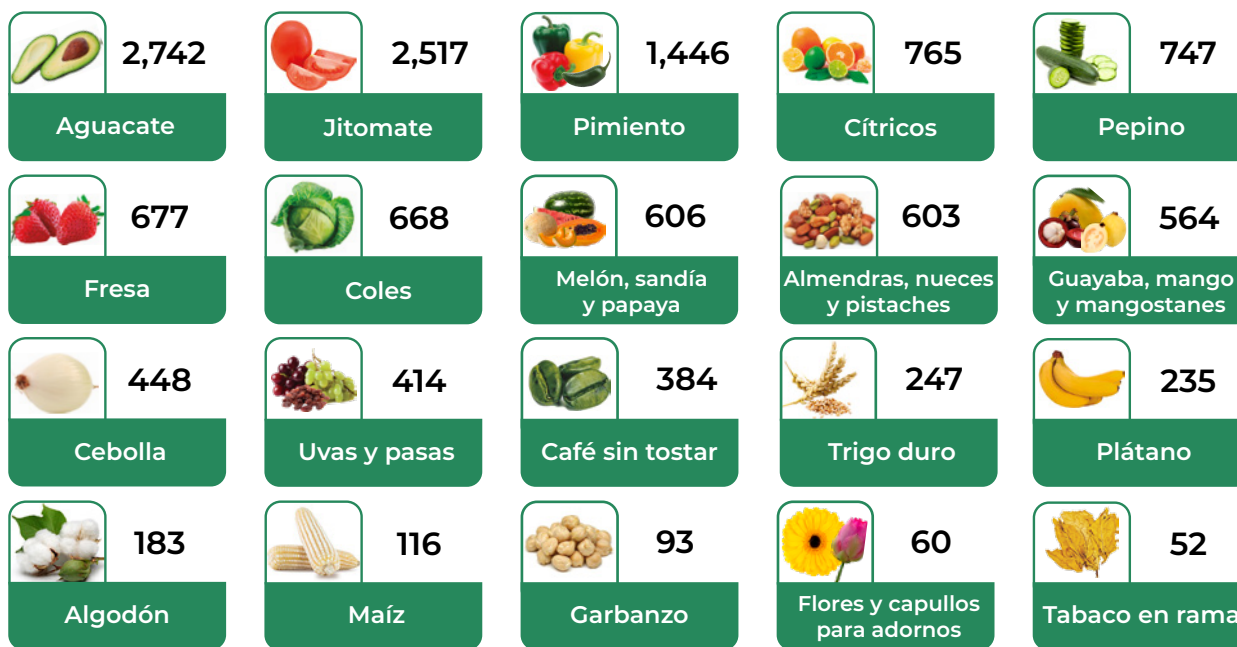 2,742
Aguacate
2,517
Jitomate
1,446
Pimiento
765
Cítricos
747
Pepino
677
Fresa
668
Coles
606
Melón, sandía
y papaya
603
Almendras, nueces
y pistaches
564
Guayaba, mango
y mangostanes
448
Cebolla
414
Uvas y pasas
384
Café sin tostar
247
Trigo duro
235
Plátano
183
Algodón
116
Maíz
93
Garbanzo
60
Flores y capullos
para adornos
52
Tabaco en rama